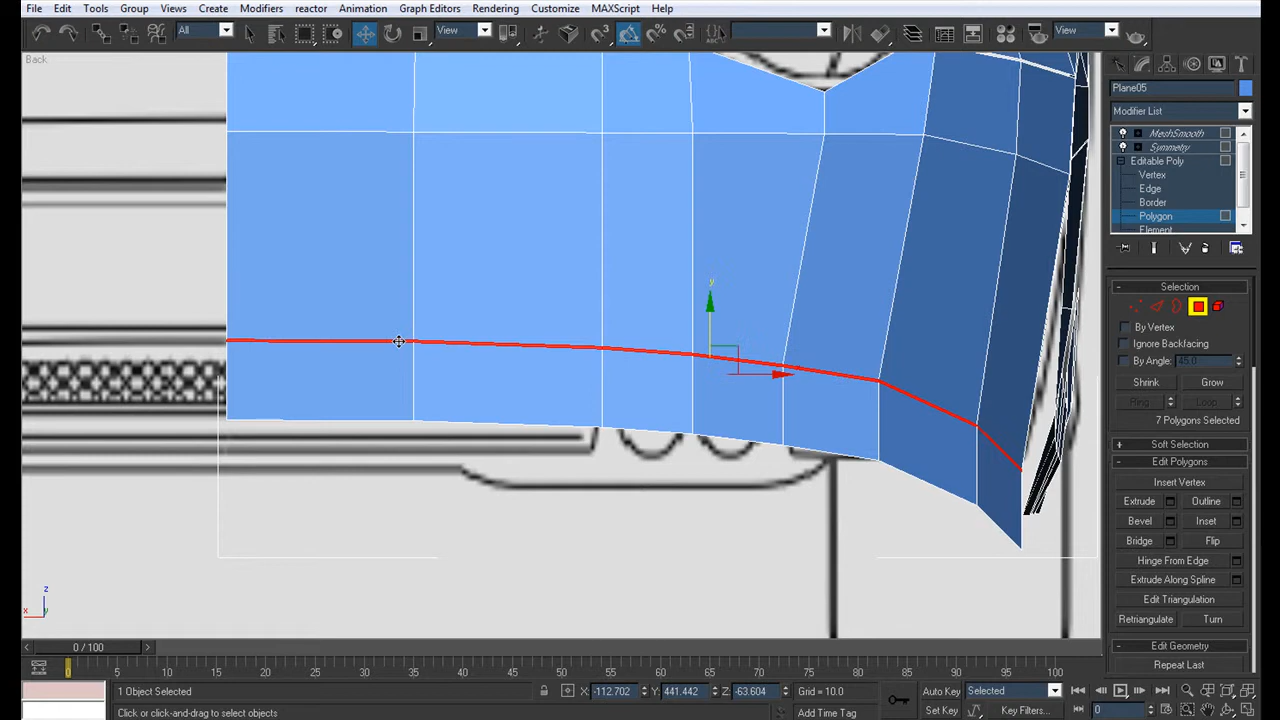 File Edit Tools Group Views Create Modifiers reactor Animation Graph Editors Rendering Customize MAXScript Help
All View View
Back
Plane05
Modifier List
MeshSmooth
Symmetry
Editable Poly
Vertex
Edge
Border
Polygon
Element
- Selection
By Vertex
Ignore Backfacing
By Angle: 45.0
Shrink Grow
Ring Loop
7 Polygons Selected
+ Soft Selection
- Edit Polygons
Insert Vertex
Extrude Outline
Bevel Inset
Bridge Flip
Hinge From Edge
Extrude Along Spline
Edit Triangulation
Retriangulate Turn
- Edit Geometry
Repeat Last
y
z
x
y
0 / 100
0 5 10 15 20 25 30 35 40 45 50 55 60 65 70 75 80 85 90 95 100
1 Object Selected X: -112.702 Y: 441.442 Z: -63.604 Grid = 10.0 Auto Key Selected
Click or click-and-drag to select objects Add Time Tag Set Key Key Filters... 0